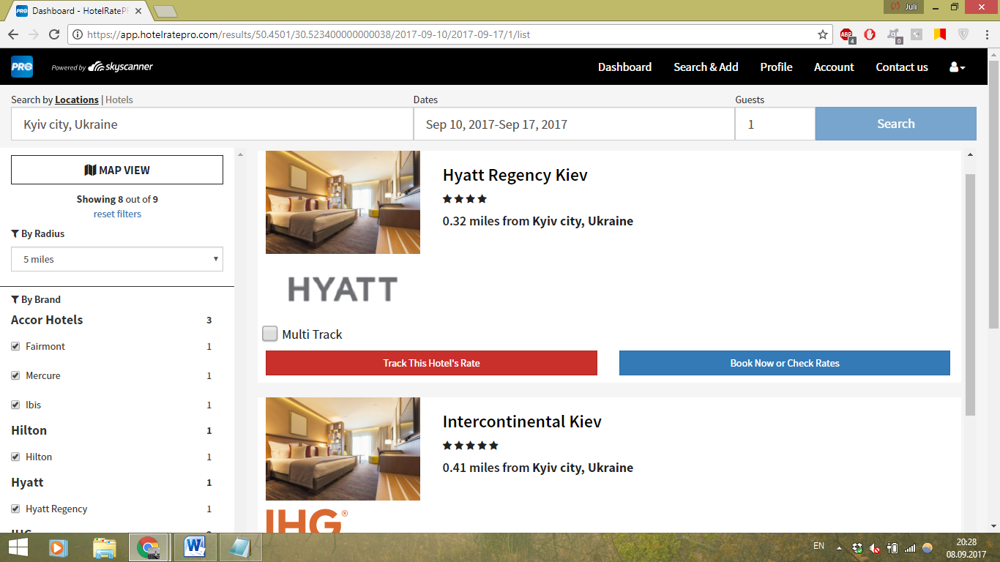 Dashboard - HotelRatePR
Juli
https://app.hotelratepro.com/results/50.4501/30.523400000000038/2017-09-10/2017-09-17/1/list
ABP
4
0
PRO
Powered by skyscanner
Dashboard
Search & Add
Profile
Account
Contact us
Search by Locations | Hotels
Dates
Guests
Kyiv city, Ukraine
Sep 10, 2017-Sep 17, 2017
1
Search
MAP VIEW
Showing 8 out of 9
reset filters
By Radius
5 miles
By Brand
Accor Hotels 3
Fairmont 1
Mercure 1
Ibis 1
Hilton 1
Hilton 1
Hyatt 1
Hyatt Regency 1
IHG
Hyatt Regency Kiev
0.32 miles from Kyiv city, Ukraine
HYATT
Multi Track
Track This Hotel's Rate
Book Now or Check Rates
Intercontinental Kiev
0.41 miles from Kyiv city, Ukraine
IHG®
EN
20:28
08.09.2017